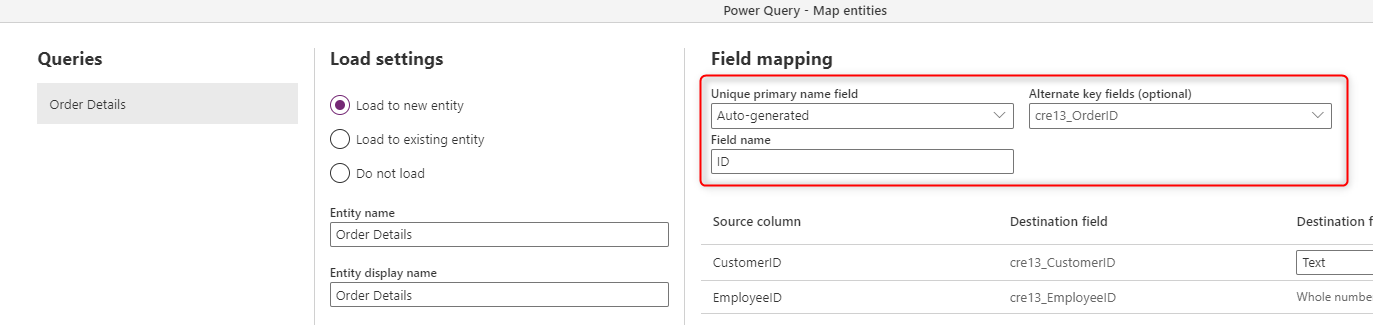 Power Query - Map entities
Queries
Order Details
Load settings
Load to new entity
Load to existing entity
Do not load
Entity name
Order Details
Entity display name
Order Details
Field mapping
Unique primary name field
Alternate key fields (optional)
Auto-generated
cre13_OrderID
Field name
ID
Source column
Destination field
Destination f
CustomerID
cre13_CustomerID
Text
EmployeeID
cre13_EmployeeID
Whole numbe